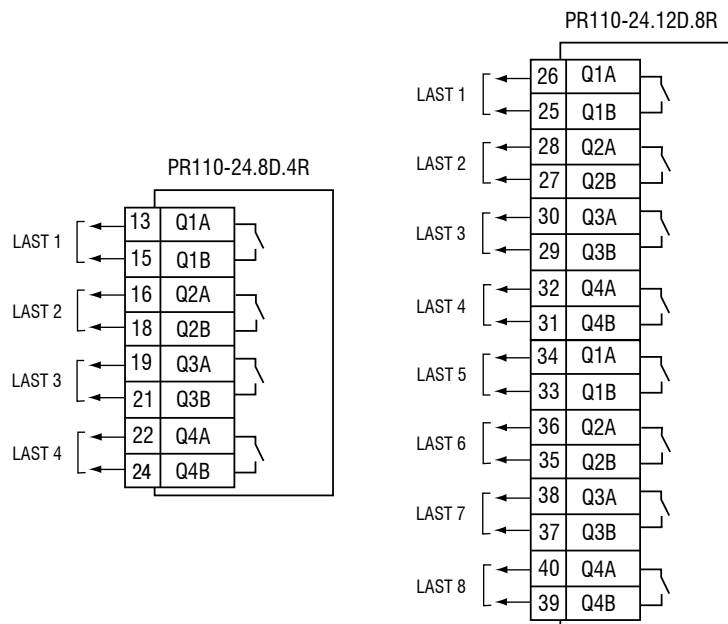 PR110-24.8D.4R
LAST 1
13 Q1A
15 Q1B
LAST 2
16 Q2A
18 Q2B
LAST 3
19 Q3A
21 Q3B
LAST 4
22 Q4A
24 Q4B
PR110-24.12D.8R
LAST 1
26 Q1A
25 Q1B
LAST 2
28 Q2A
27 Q2B
LAST 3
30 Q3A
29 Q3B
LAST 4
32 Q4A
31 Q4B
LAST 5
34 Q1A
33 Q1B
LAST 6
36 Q2A
35 Q2B
LAST 7
38 Q3A
37 Q3B
LAST 8
40 Q4A
39 Q4B